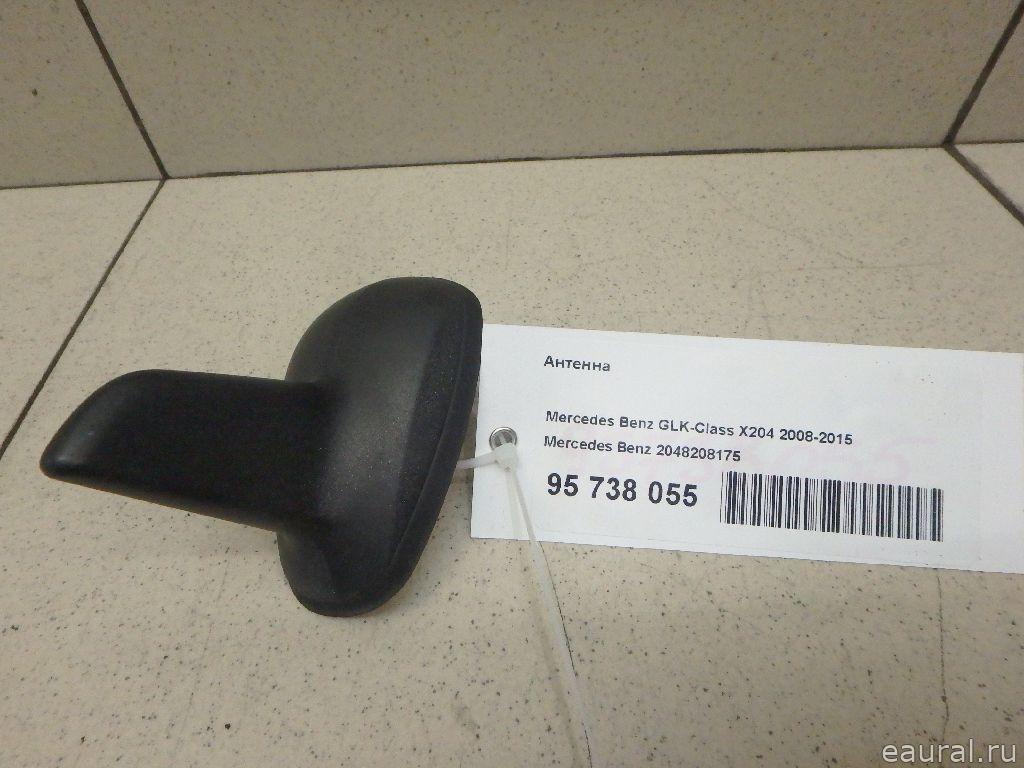 Антенна
Mercedes Benz GLK-Class X204 2008-2015
Mercedes Benz 2048208175
95 738 055
eaural.ru